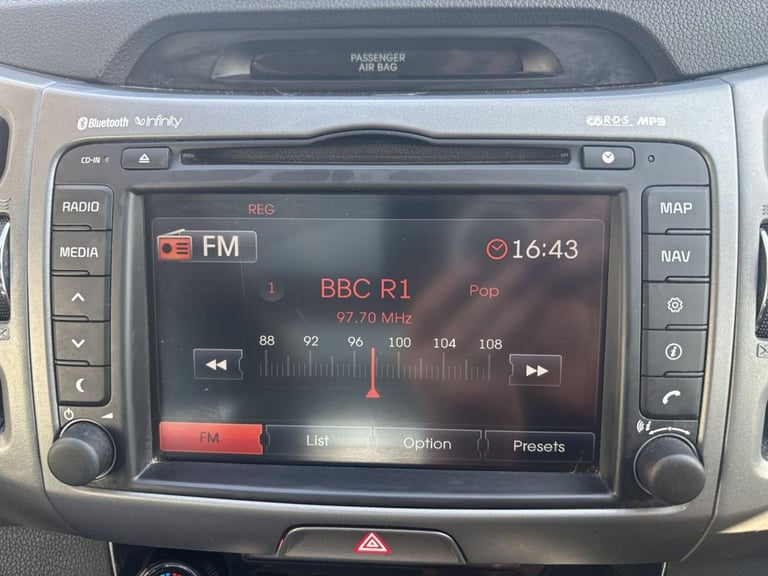 PASSENGER
AIR BAG
Bluetooth infinity
R·D·S MP3
CD-IN
RADIO
MEDIA
MAP
NAV
REG
FM
16:43
1 BBC R1 Pop
97.70 MHz
88 92 96 100 104 108
FM List Option Presets